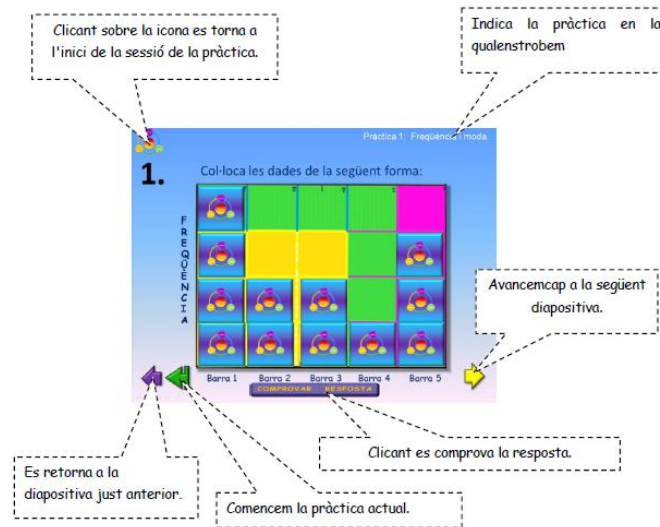 Clicant sobre la icona es torna a
l'inici de la sessió de la pràctica.
Indica la pràctica en la
qualenstrobem
Pràctica 1: Freqüència i moda.
1.
Col·loca les dades de la següent forma:
FREQÜÈNCIA
Avancemcap a la següent
diapositiva.
Barra 1 Barra 2 Barra 3 Barra 4 Barra 5
COMPROVAR RESPOSTA
Clicant es comprova la resposta.
Es retorna a la
diapositiva just anterior.
Comencem la pràctica actual.